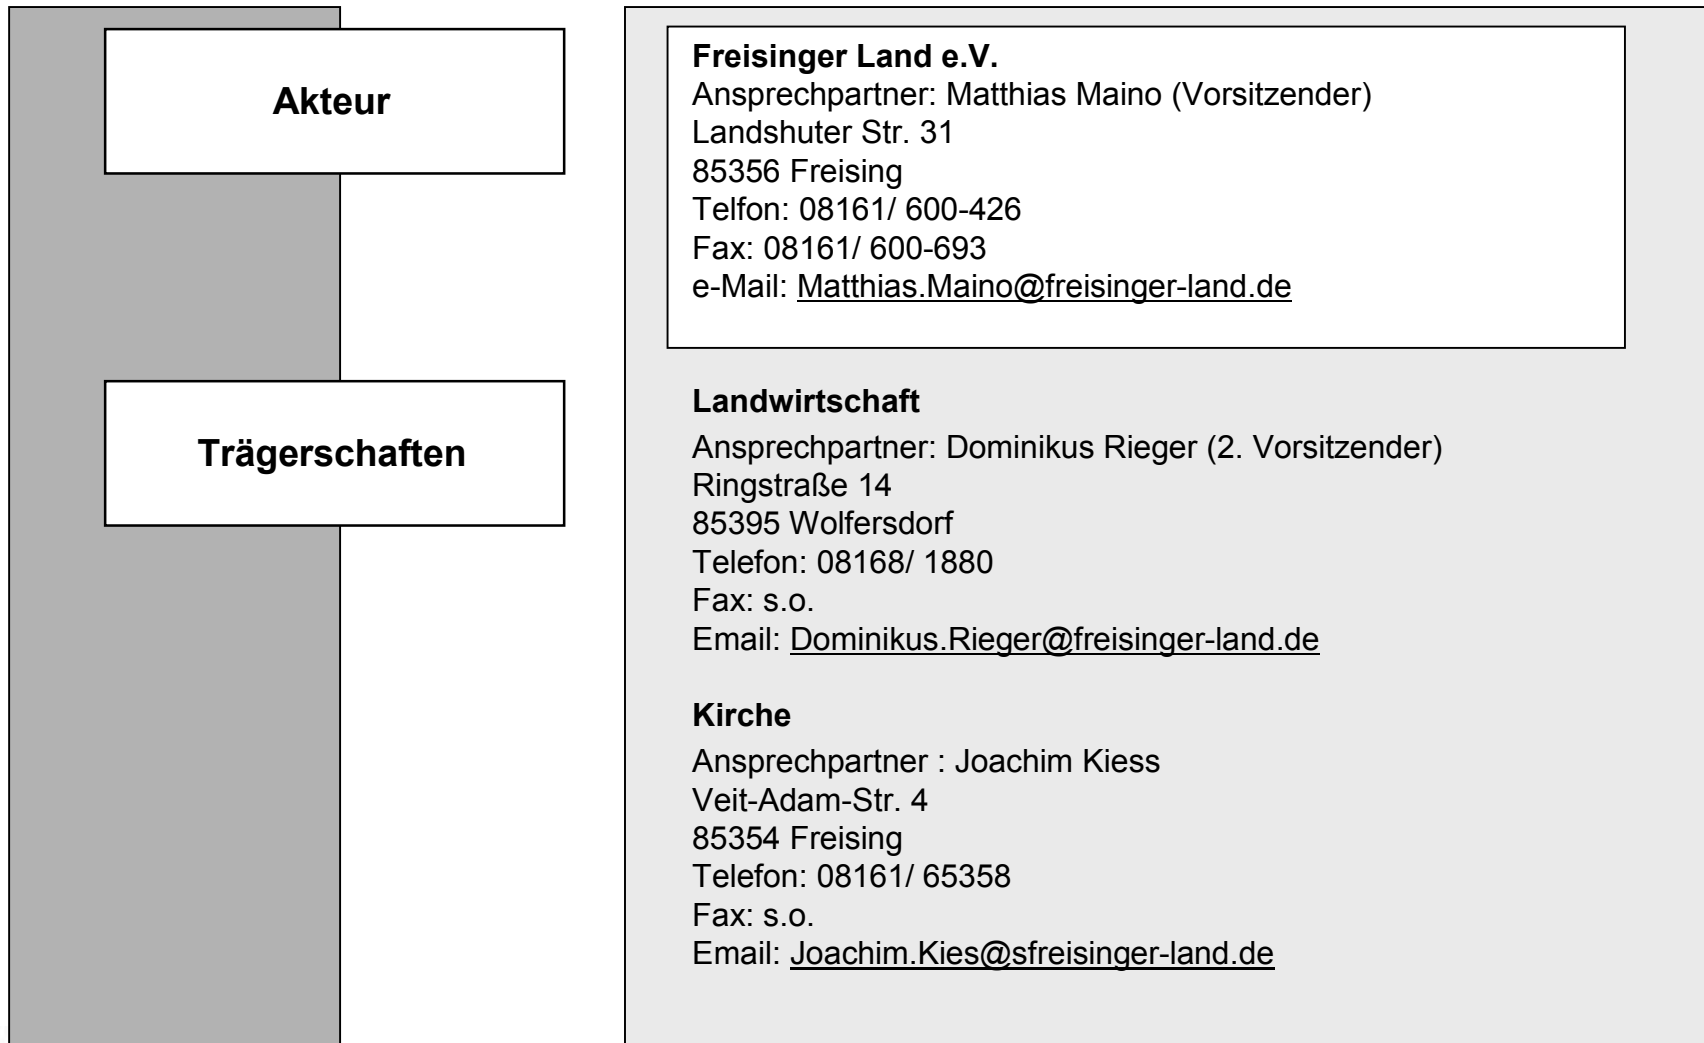 Akteur
Freisinger Land e.V.
Ansprechpartner: Matthias Maino (Vorsitzender)
Landshuter Str. 31
85356 Freising
Telfon: 08161/ 600-426
Fax: 08161/ 600-693
e-Mail: Matthias.Maino@freisinger-land.de
Trägerschaften
Landwirtschaft
Ansprechpartner: Dominikus Rieger (2. Vorsitzender)
Ringstraße 14
85395 Wolfersdorf
Telefon: 08168/ 1880
Fax: s.o.
Email: Dominikus.Rieger@freisinger-land.de
Kirche
Ansprechpartner : Joachim Kiess
Veit-Adam-Str. 4
85354 Freising
Telefon: 08161/ 65358
Fax: s.o.
Email: Joachim.Kies@sfreisinger-land.de